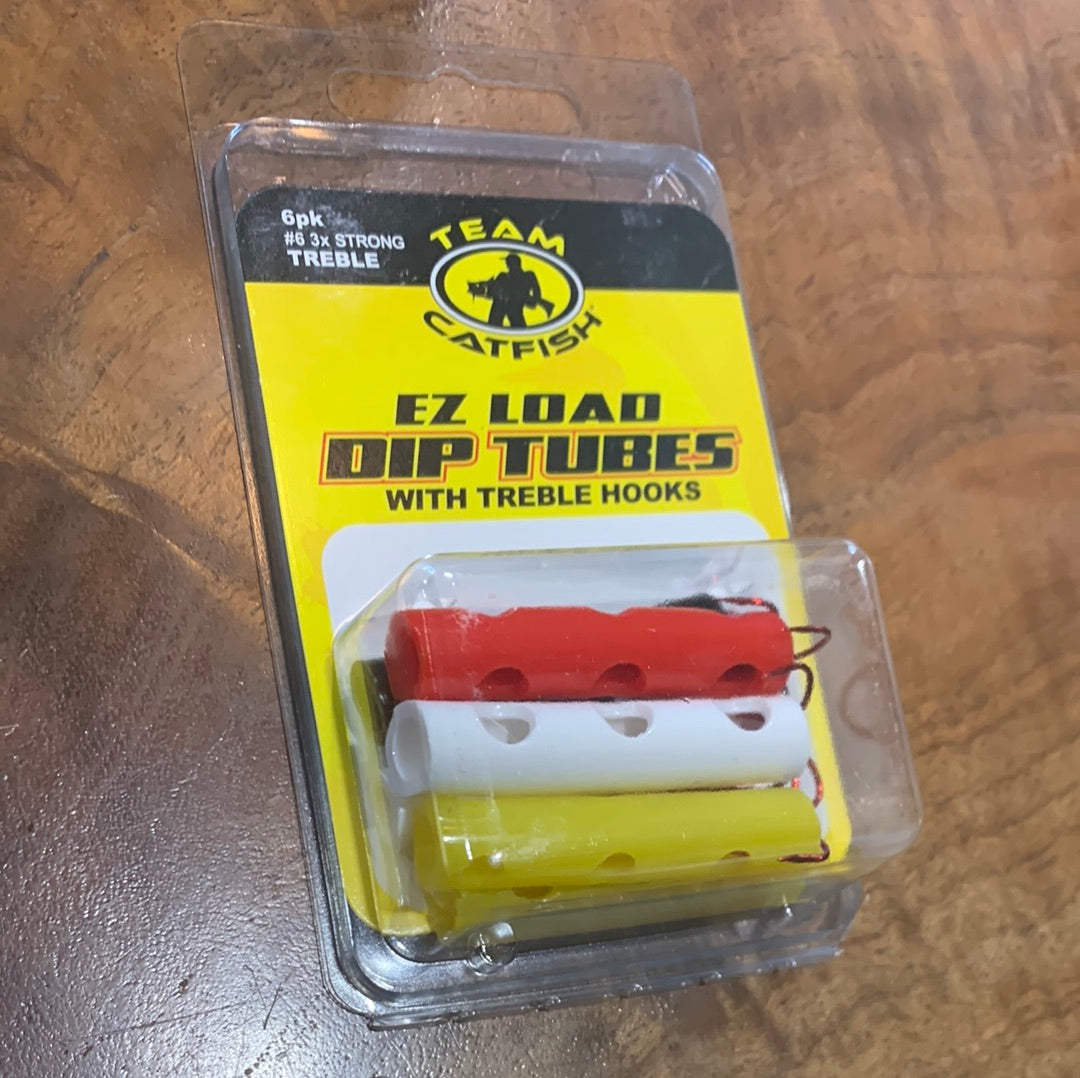 6pk
#6 3x STRONG
TREBLE
TEAM
CATFISH
EZ LOAD
DIP TUBES
WITH TREBLE HOOKS